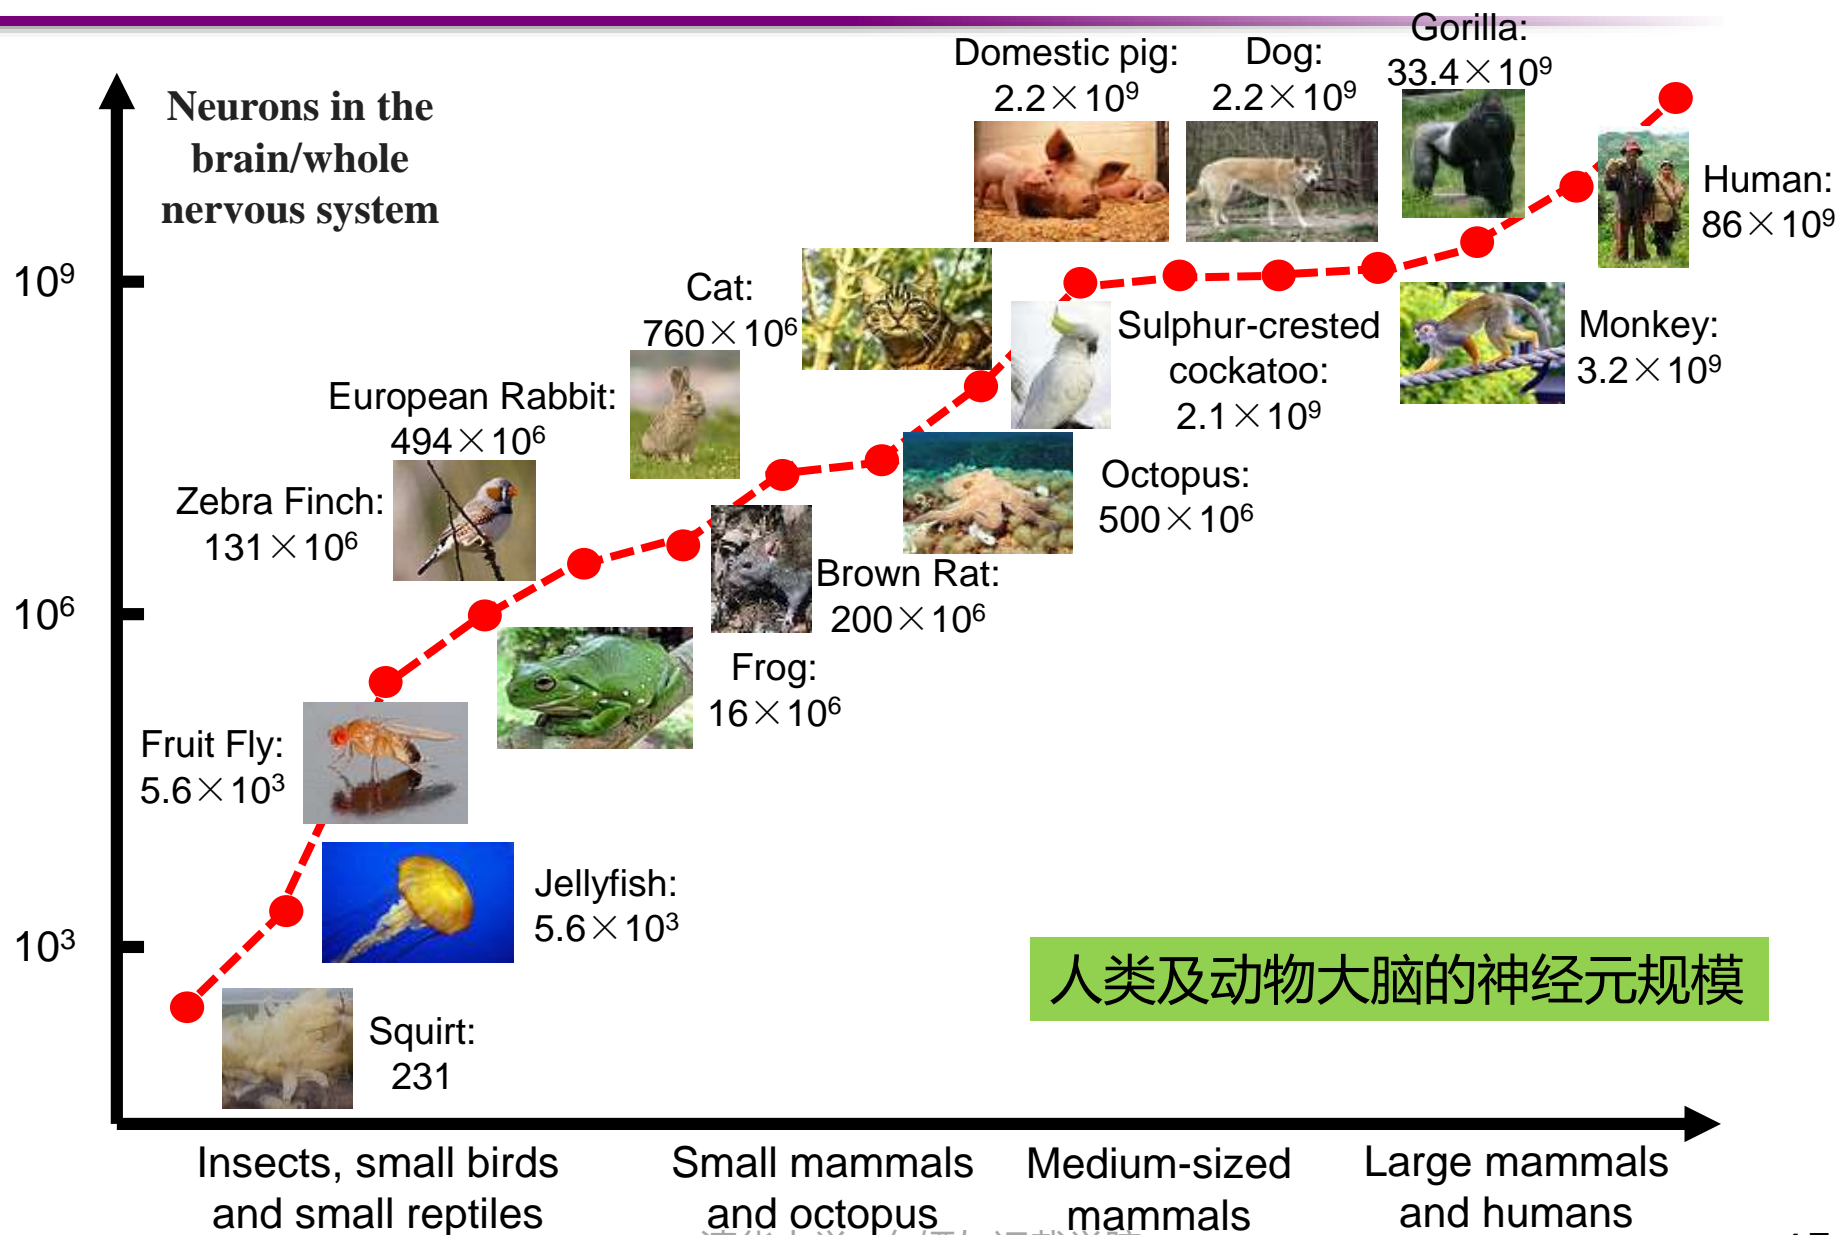 Gorilla:
33.4×10⁹
Domestic pig:
2.2×10⁹
Dog:
2.2×10⁹
Neurons in the
brain/whole
nervous system
Human:
86×10⁹
10⁹
Cat:
760×10⁶
Sulphur-crested
cockatoo:
2.1×10⁹
Monkey:
3.2×10⁹
European Rabbit:
494×10⁶
Zebra Finch:
131×10⁶
Octopus:
500×10⁶
10⁶
Brown Rat:
200×10⁶
Frog:
16×10⁶
Fruit Fly:
5.6×10³
Jellyfish:
5.6×10³
10³
人类及动物大脑的神经元规模
Squirt:
231
Insects, small birds
and small reptiles
Small mammals
and octopus
Medium-sized
mammals
Large mammals
and humans